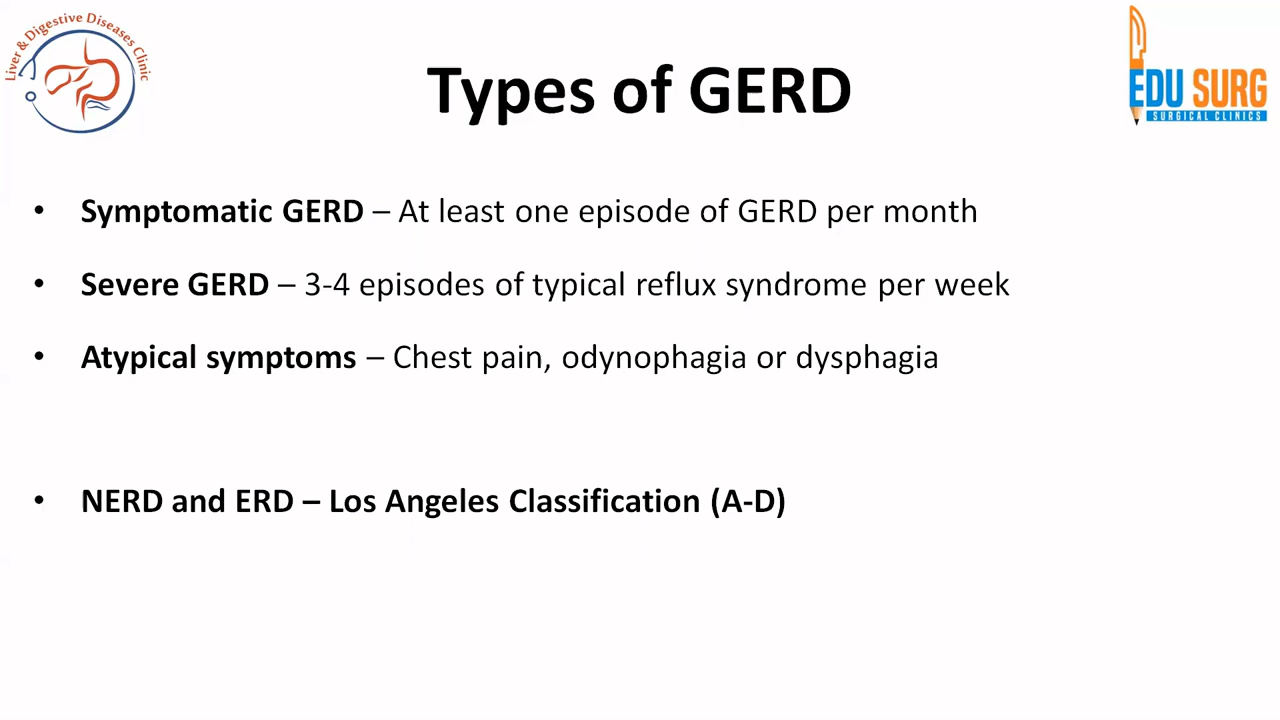 Liver & Digestive Diseases Clinic
EDU SURG
SURGICAL CLINICS
Types of GERD
• Symptomatic GERD – At least one episode of GERD per month
• Severe GERD – 3-4 episodes of typical reflux syndrome per week
• Atypical symptoms – Chest pain, odynophagia or dysphagia
• NERD and ERD – Los Angeles Classification (A-D)